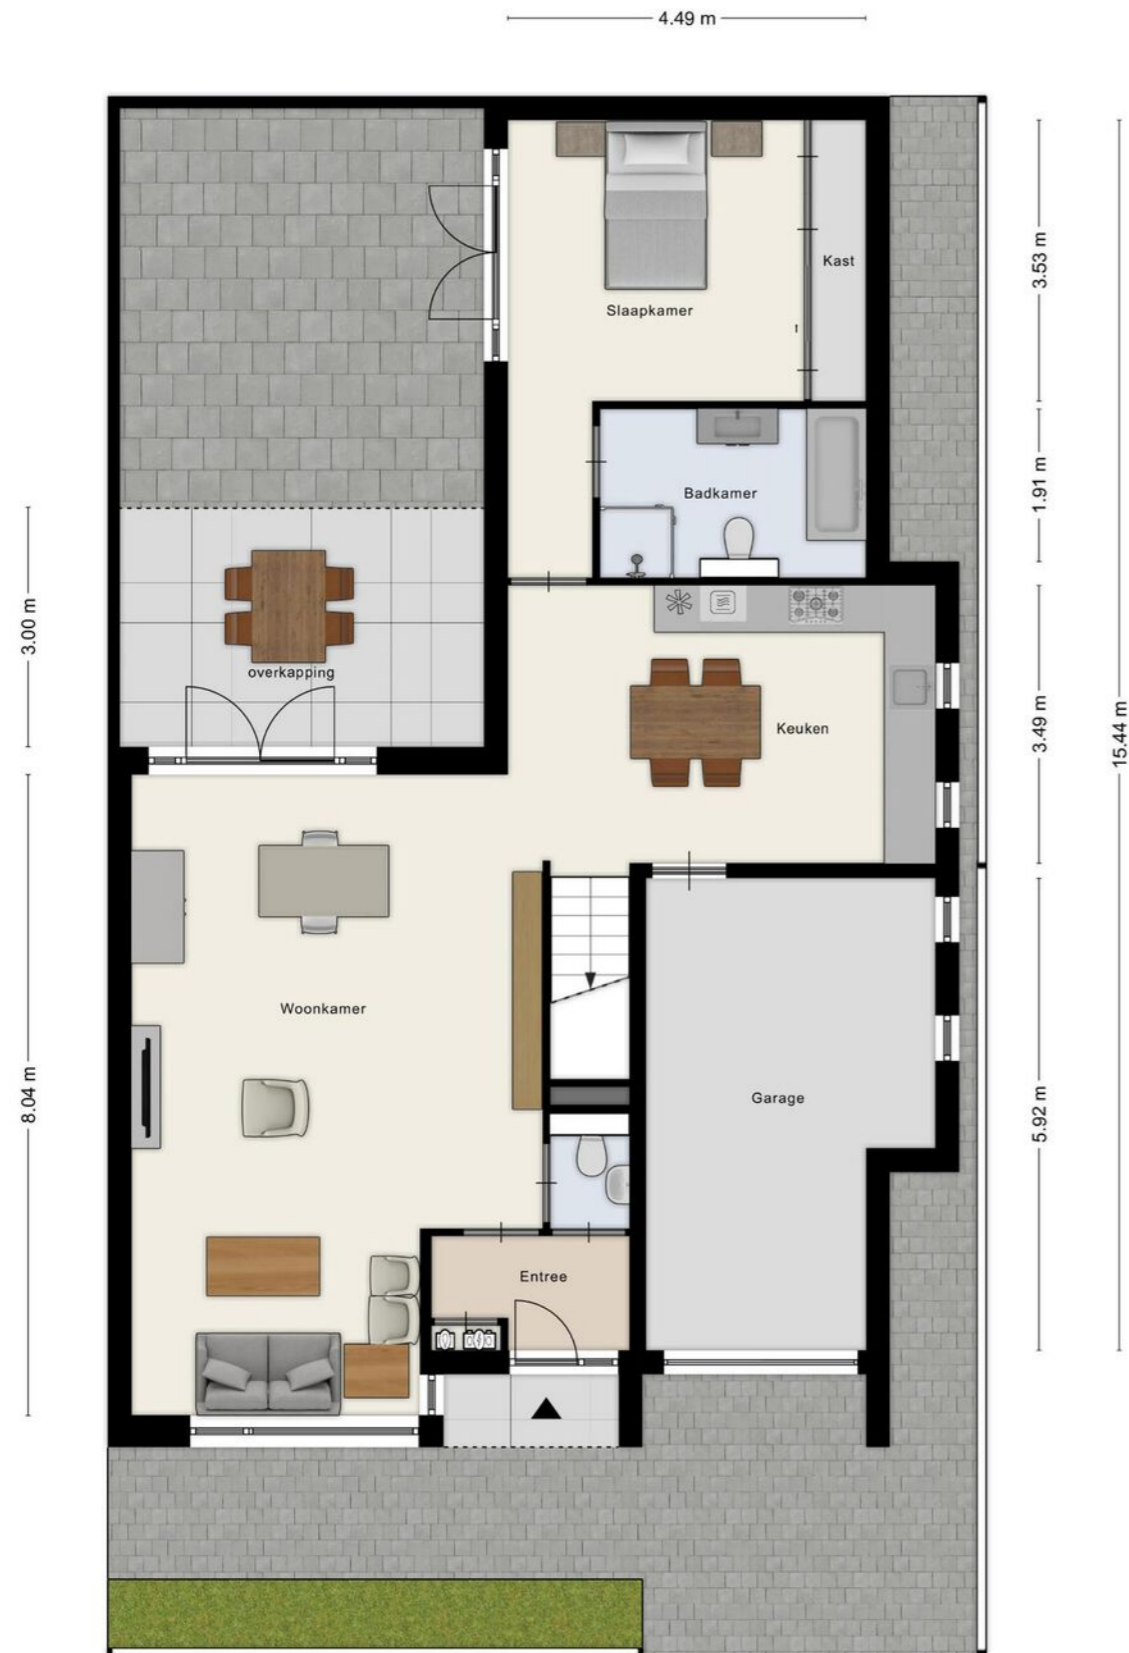 4.49 m
3.53 m
Kast
Slaapkamer
1.91 m
Badkamer
3.00 m
overkapping
3.49 m
Keuken
15.44 m
Woonkamer
8.04 m
Garage
5.92 m
Entree